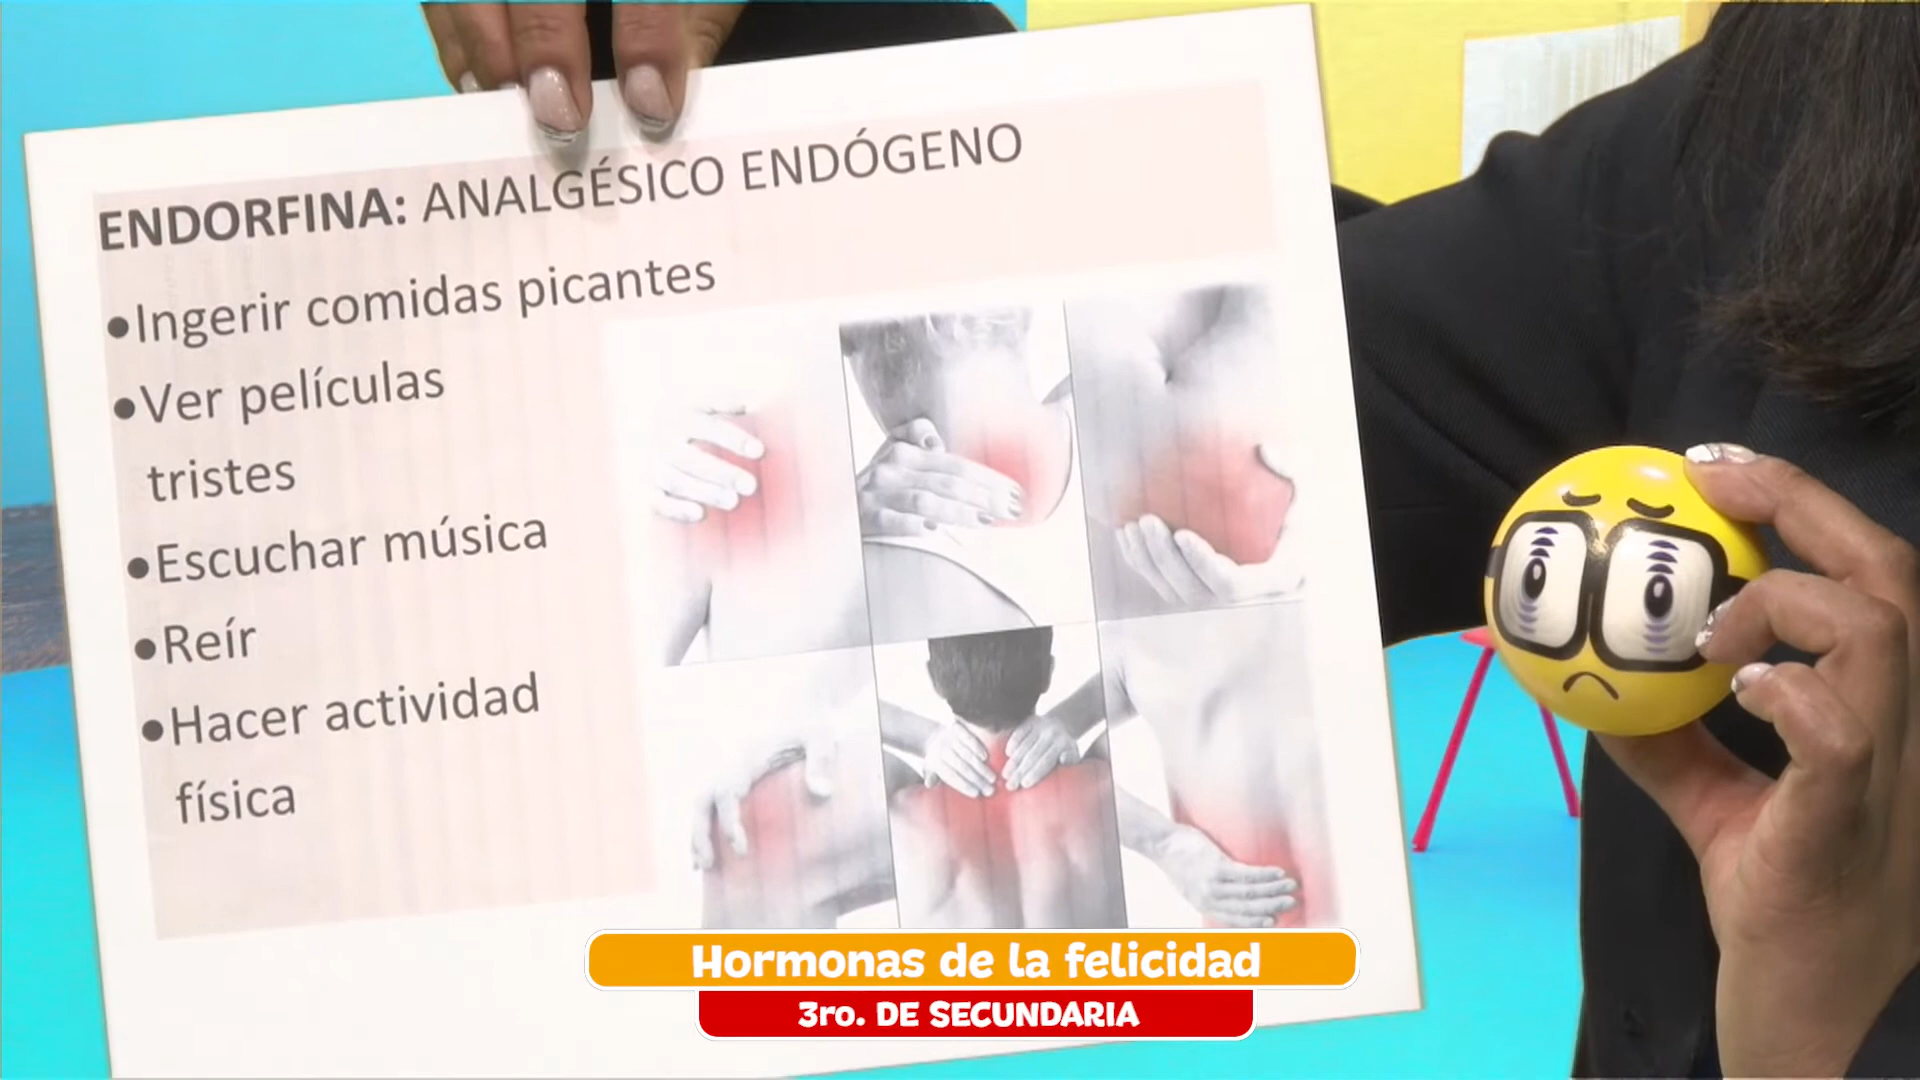 ENDORFINA: ANALGÉSICO ENDÓGENO
•Ingerir comidas picantes
•Ver películas
tristes
•Escuchar música
•Reír
•Hacer actividad
física
Hormonas de la felicidad
3ro. DE SECUNDARIA